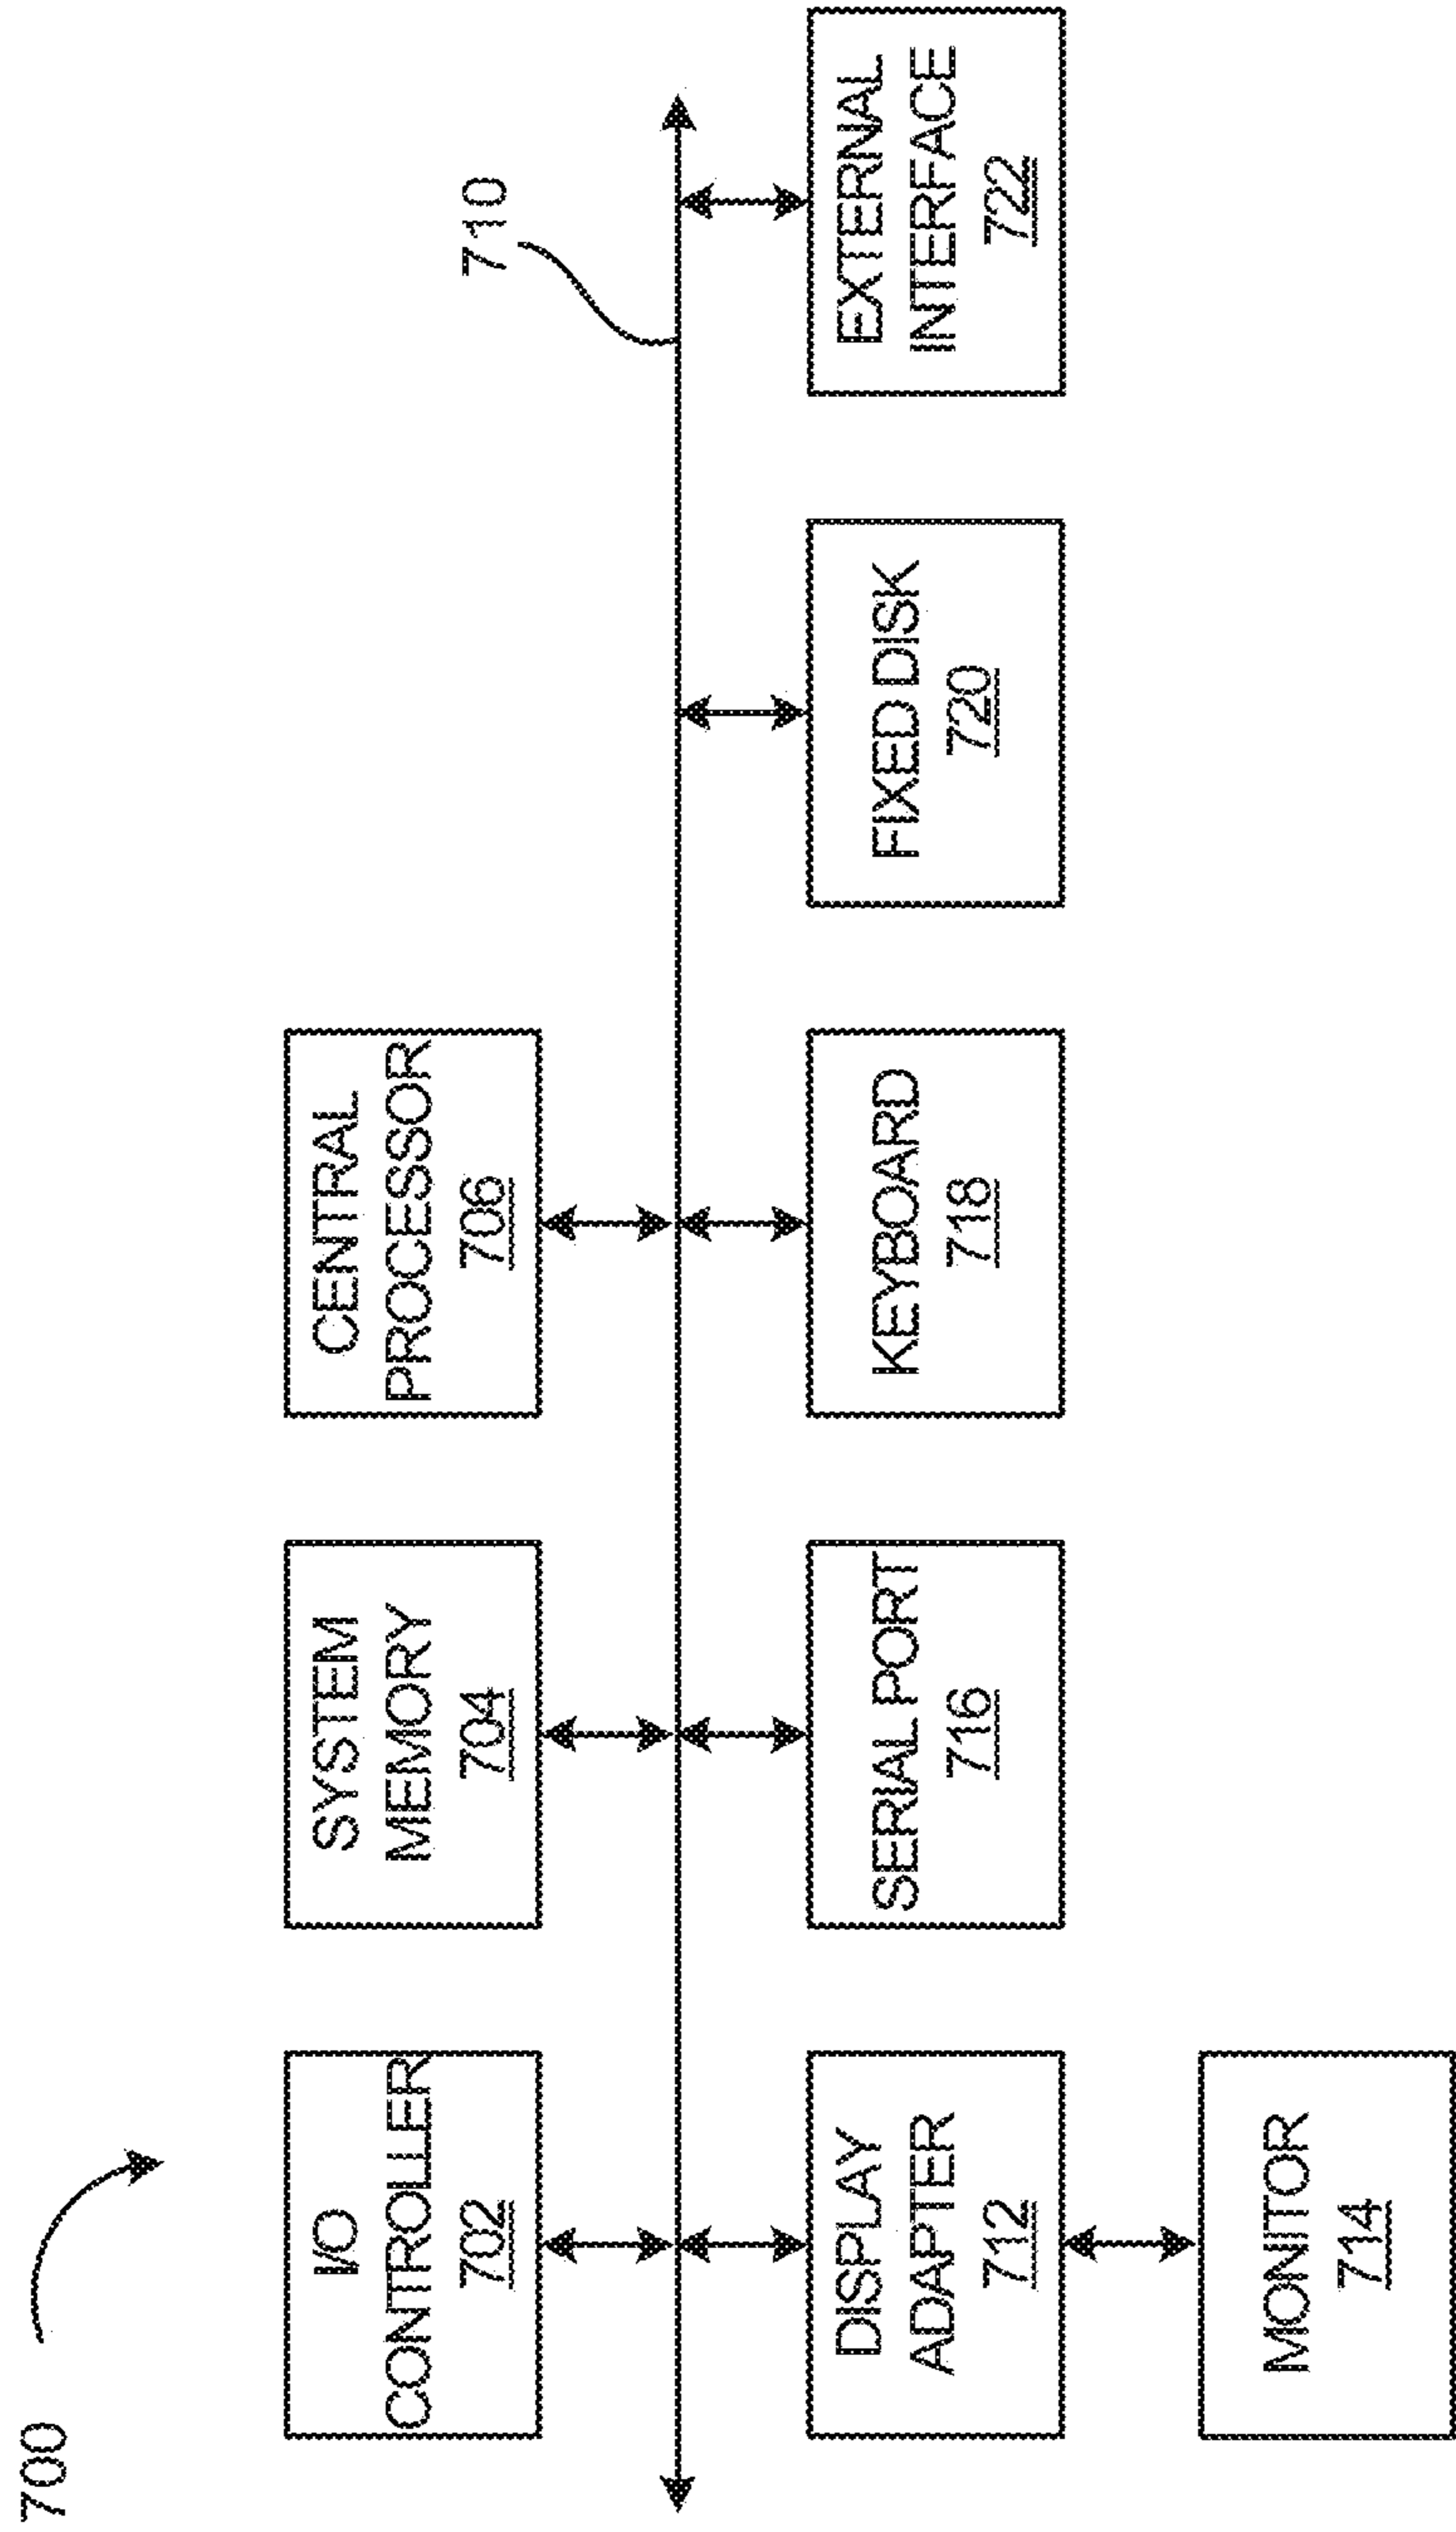 700
I/O
CONTROLLER
702
SYSTEM
MEMORY
704
CENTRAL
PROCESSOR
706
710
DISPLAY
ADAPTER
712
SERIAL PORT
716
KEYBOARD
718
FIXED DISK
720
EXTERNAL
INTERFACE
722
MONITOR
714